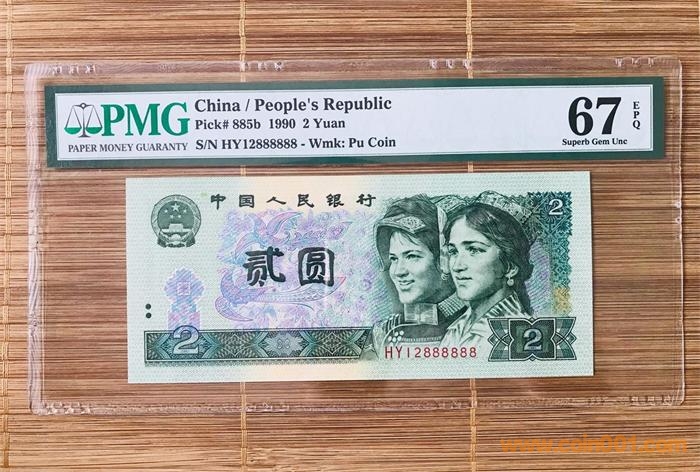 PMG
PAPER MONEY GUARANTY
China / People's Republic
Pick# 885b 1990 2 Yuan
S/N HY12888888 - Wmk: Pu Coin
67
EPQ
Superb Gem Unc
中国人民银行
2
贰圆
2
HY12888888
2
www.coin001.com